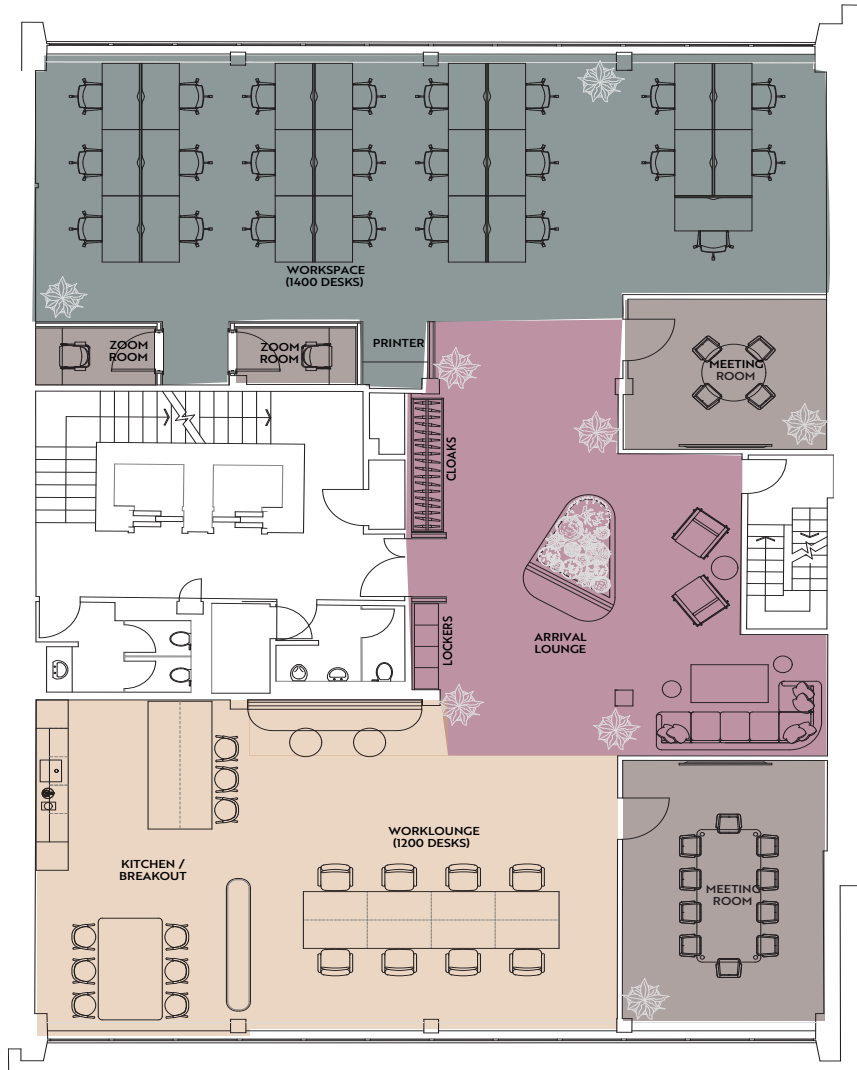 WORKSPACE
(1400 DESKS)
ZOOM
ROOM
ZOOM
ROOM
PRINTER
MEETING
ROOM
CLOAKS
LOCKERS
ARRIVAL
LOUNGE
WORKLOUNGE
(1200 DESKS)
KITCHEN /
BREAKOUT
MEETING
ROOM